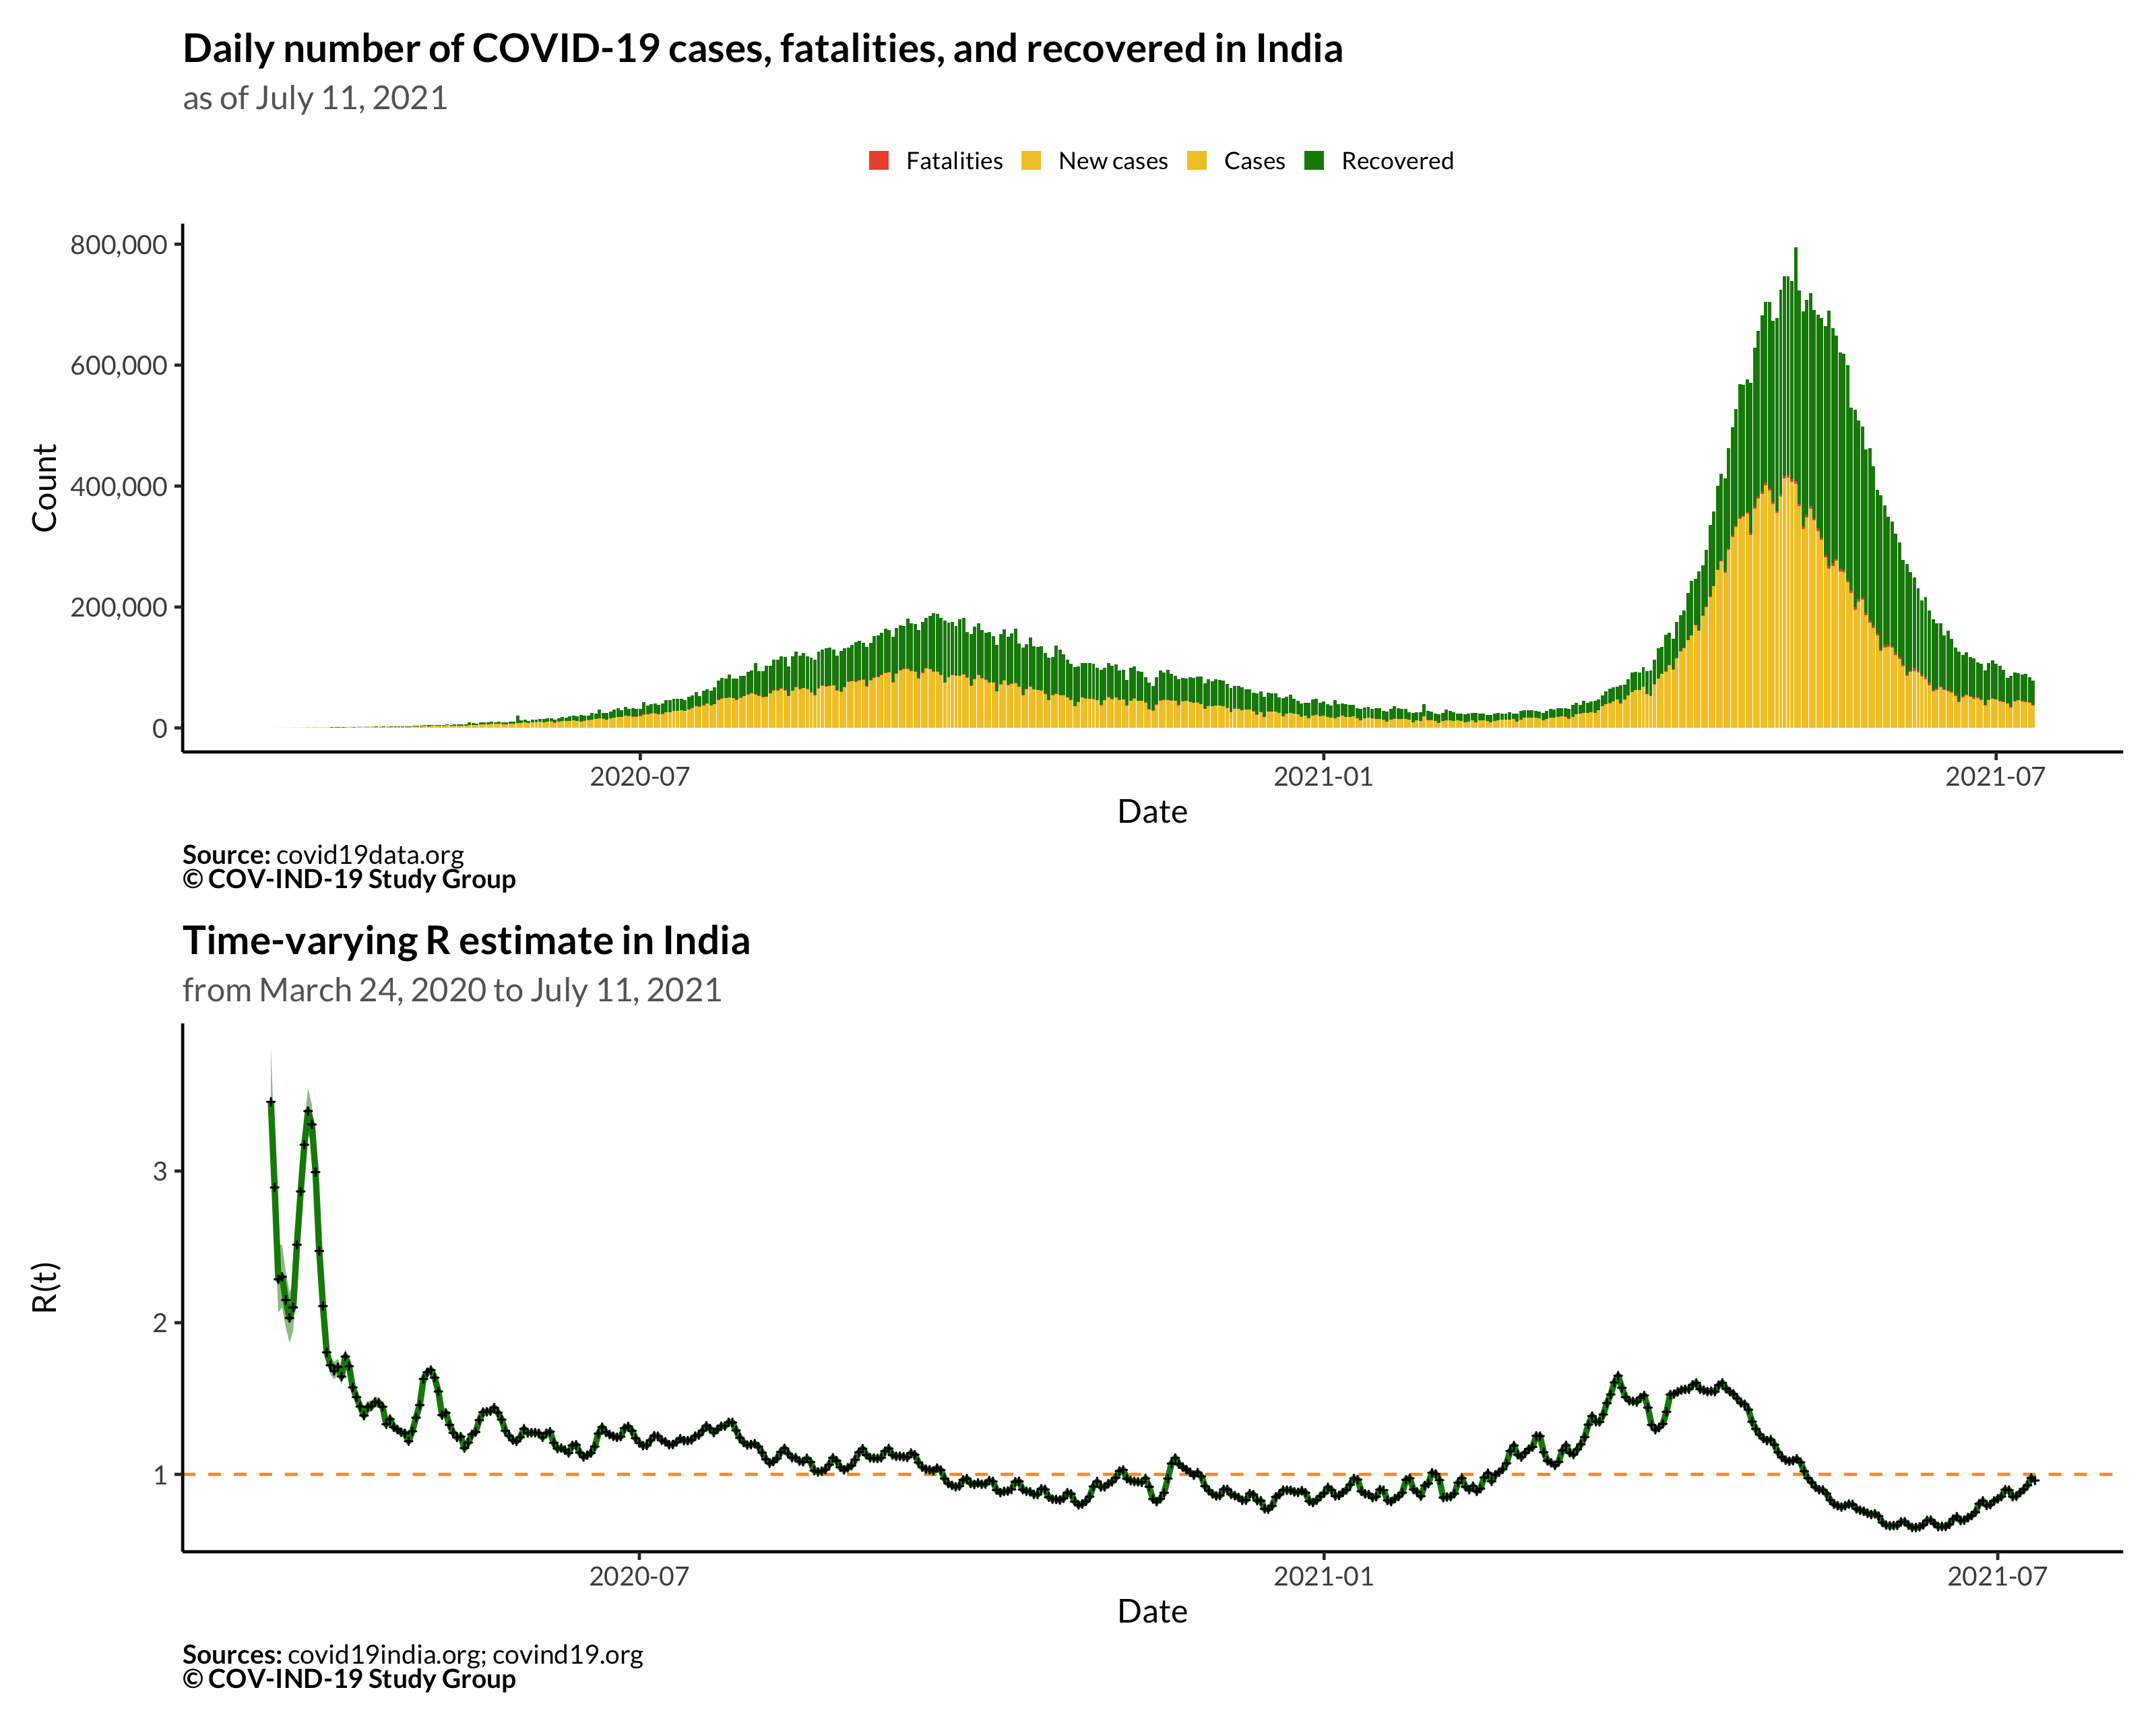 Daily number of COVID-19 cases, fatalities, and recovered in India
as of July 11, 2021
Fatalities New cases Cases Recovered
800,000
600,000
400,000
200,000
0
Count
2020-07 2021-01 2021-07
Date
Source: covid19data.org
© COV-IND-19 Study Group
Time-varying R estimate in India
from March 24, 2020 to July 11, 2021
3
2
1
R(t)
2020-07 2021-01 2021-07
Date
Sources: covid19india.org; covind19.org
© COV-IND-19 Study Group